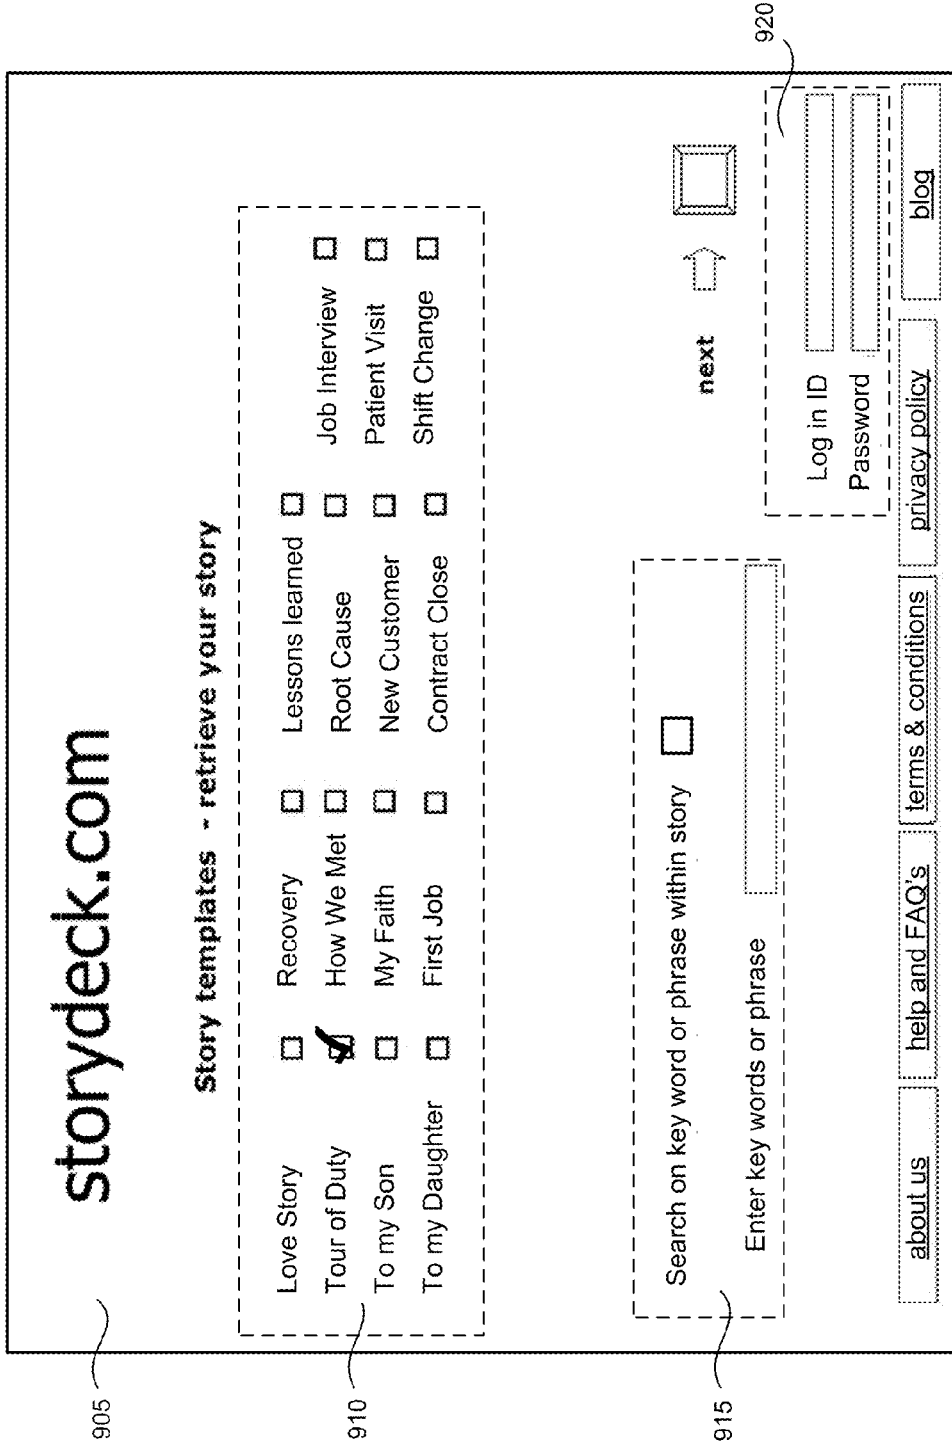 storydeck.com
Story templates - retrieve your story
Love Story Recovery Lessons learned
Tour of Duty How We Met Root Cause Job Interview
To my Son My Faith New Customer Patient Visit
To my Daughter First Job Contract Close Shift Change
Search on key word or phrase within story
next
Enter key words or phrase
Log in ID
Password
about us help and FAQ's terms & conditions privacy policy blog
905
910
915
920